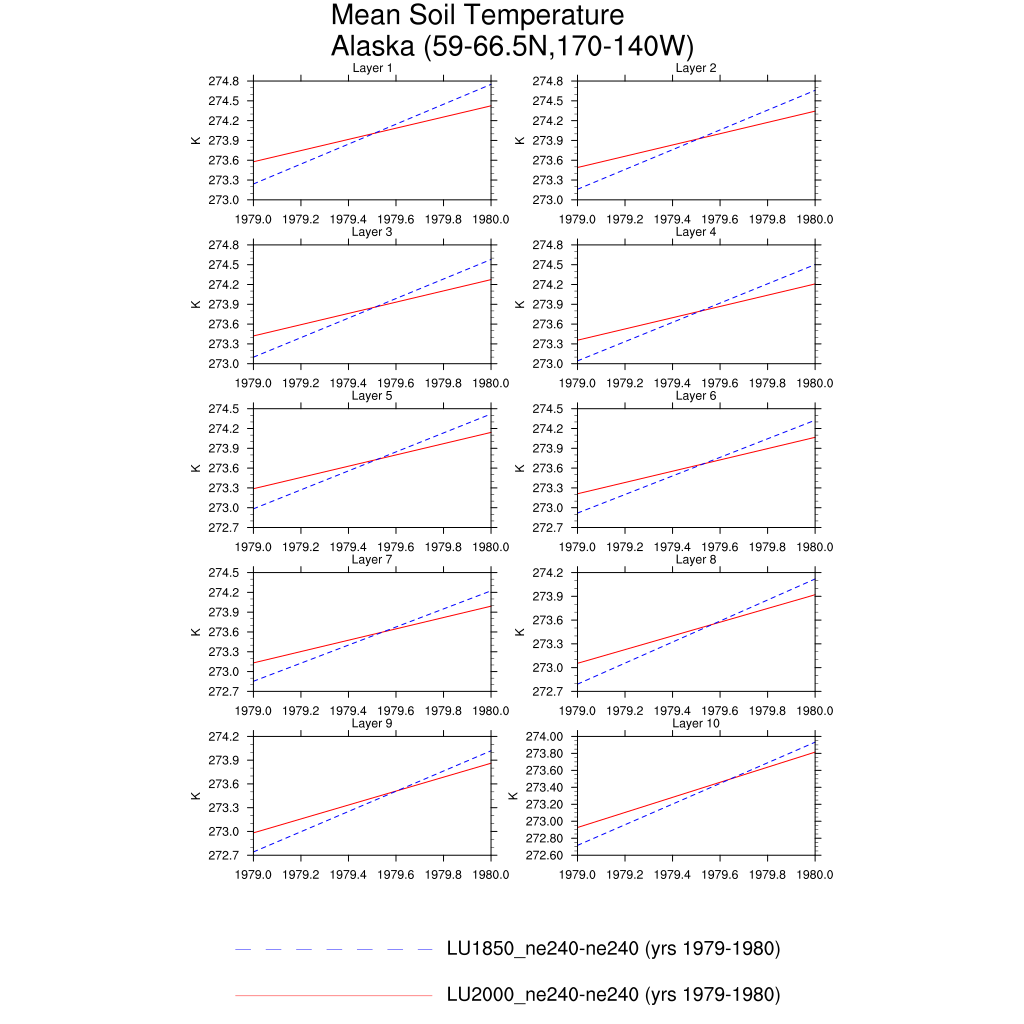 Mean Soil Temperature
Alaska (59-66.5N,170-140W)
Layer 1
274.8
274.5
274.2
273.9
273.6
273.3
273.0
K
1979.0 1979.2 1979.4 1979.6 1979.8 1980.0
Layer 2
274.8
274.5
274.2
273.9
273.6
273.3
273.0
K
1979.0 1979.2 1979.4 1979.6 1979.8 1980.0
Layer 3
274.8
274.5
274.2
273.9
273.6
273.3
273.0
K
1979.0 1979.2 1979.4 1979.6 1979.8 1980.0
Layer 4
274.8
274.5
274.2
273.9
273.6
273.3
273.0
K
1979.0 1979.2 1979.4 1979.6 1979.8 1980.0
Layer 5
274.5
274.2
273.9
273.6
273.3
273.0
272.7
K
1979.0 1979.2 1979.4 1979.6 1979.8 1980.0
Layer 6
274.5
274.2
273.9
273.6
273.3
273.0
272.7
K
1979.0 1979.2 1979.4 1979.6 1979.8 1980.0
Layer 7
274.5
274.2
273.9
273.6
273.3
273.0
272.7
K
1979.0 1979.2 1979.4 1979.6 1979.8 1980.0
Layer 8
274.2
273.9
273.6
273.3
273.0
272.7
K
1979.0 1979.2 1979.4 1979.6 1979.8 1980.0
Layer 9
274.2
273.9
273.6
273.3
273.0
272.7
K
1979.0 1979.2 1979.4 1979.6 1979.8 1980.0
Layer 10
274.00
273.80
273.60
273.40
273.20
273.00
272.80
272.60
K
1979.0 1979.2 1979.4 1979.6 1979.8 1980.0
LU1850_ne240-ne240 (yrs 1979-1980)
LU2000_ne240-ne240 (yrs 1979-1980)